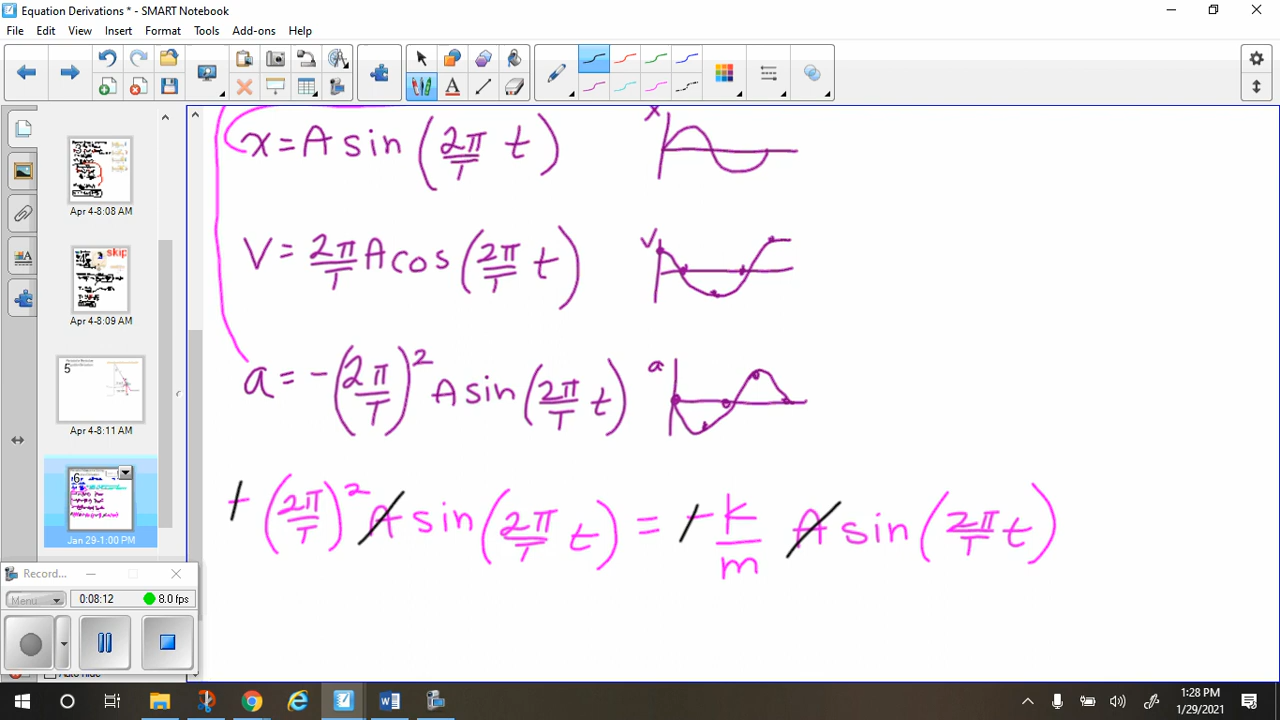 Equation Derivations * - SMART Notebook
File Edit View Insert Format Tools Add-ons Help
x = A sin (2π/T t)
x
V = 2π/T A cos (2π/T t)
V
a = -(2π/T)² A sin (2π/T t)
a
-(2π/T)² A sin (2π/T t) = -k/m A sin (2π/T t)
Apr 4-8:08 AM
skip
Apr 4-8:09 AM
5
Apr 4-8:11 AM
6
Jan 29-1:00 PM
Record...
Menu
0:08:12
8.0 fps
Auto hide
1:28 PM
1/29/2021